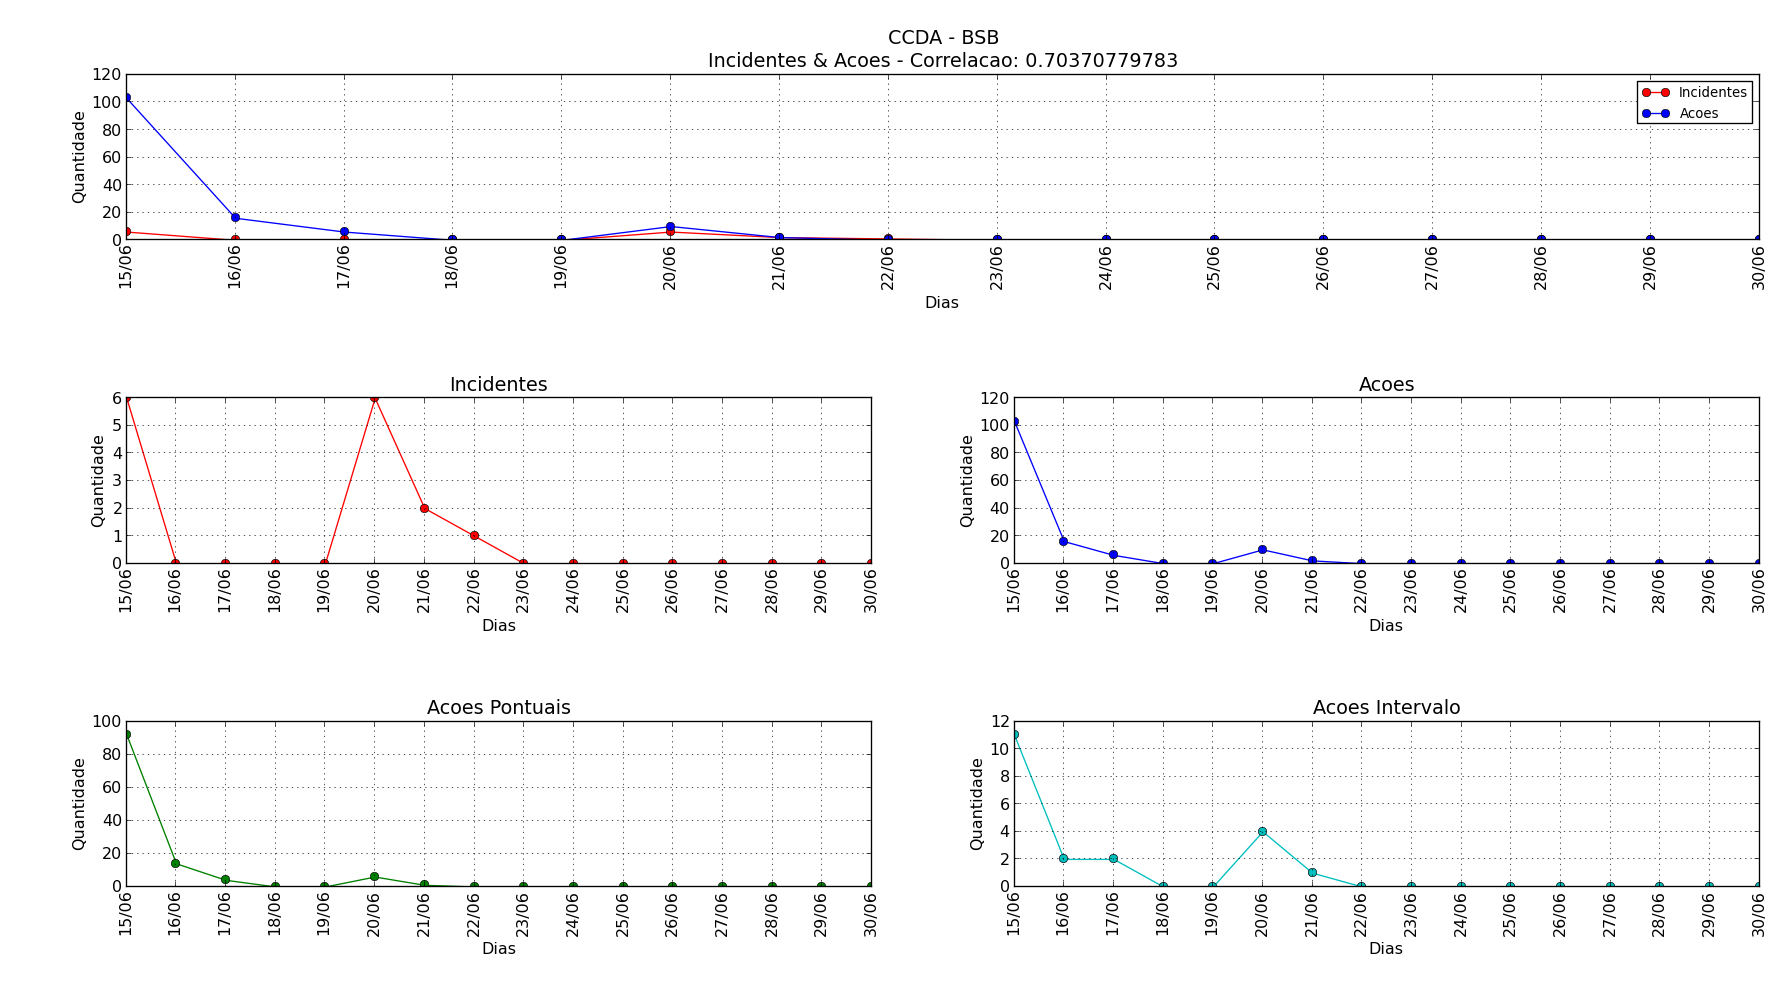 CCDA - BSB
Incidentes & Acoes - Correlacao: 0.70370779783
120
100
80
60
40
20
0
Quantidade
Incidentes
Acoes
15/06 16/06 17/06 18/06 19/06 20/06 21/06 22/06 23/06 24/06 25/06 26/06 27/06 28/06 29/06 30/06
Dias
Incidentes
6
5
4
3
2
1
0
Quantidade
15/06 16/06 17/06 18/06 19/06 20/06 21/06 22/06 23/06 24/06 25/06 26/06 27/06 28/06 29/06 30/06
Dias
Acoes
120
100
80
60
40
20
0
Quantidade
15/06 16/06 17/06 18/06 19/06 20/06 21/06 22/06 23/06 24/06 25/06 26/06 27/06 28/06 29/06 30/06
Dias
Acoes Pontuais
100
80
60
40
20
0
Quantidade
15/06 16/06 17/06 18/06 19/06 20/06 21/06 22/06 23/06 24/06 25/06 26/06 27/06 28/06 29/06 30/06
Dias
Acoes Intervalo
12
10
8
6
4
2
0
Quantidade
15/06 16/06 17/06 18/06 19/06 20/06 21/06 22/06 23/06 24/06 25/06 26/06 27/06 28/06 29/06 30/06
Dias